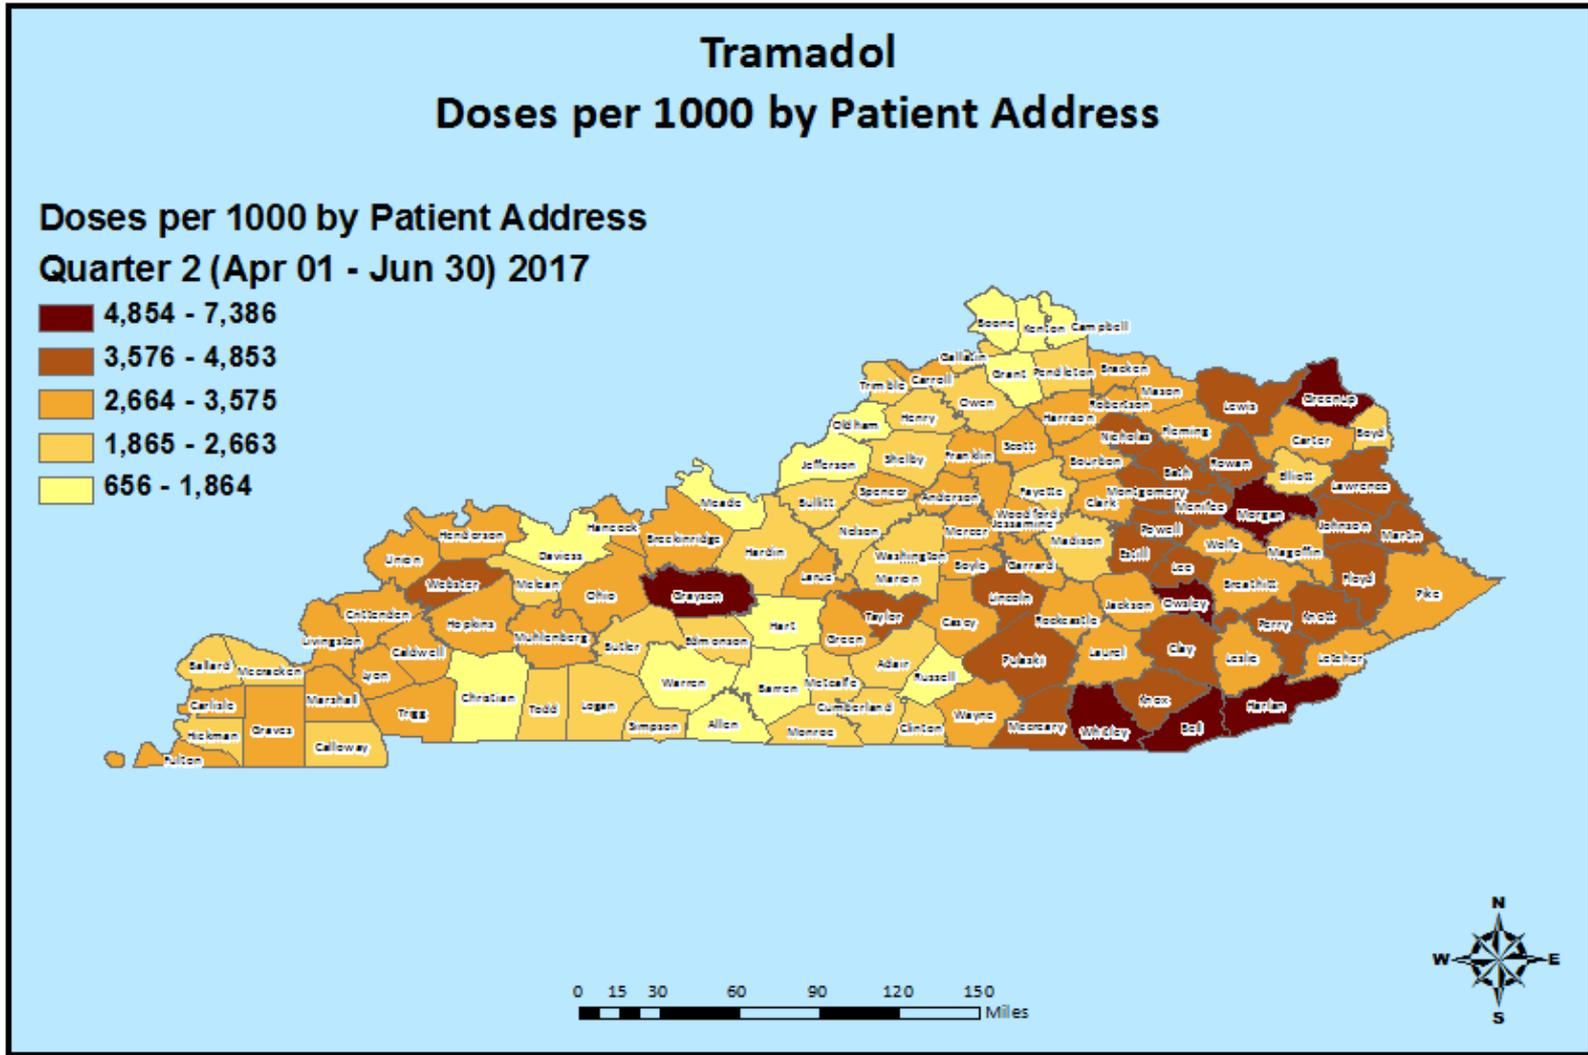 Tramadol
Doses per 1000 by Patient Address
Doses per 1000 by Patient Address
Quarter 2 (Apr 01 - Jun 30) 2017
4,854 - 7,386
3,576 - 4,853
2,664 - 3,575
1,865 - 2,663
656 - 1,864
Boone
Kenton
Campbell
Gallatin
Grant
Pendleton
Bracken
Trimble
Carroll
Mason
Owen
Robertson
Lewis
Greenup
Oldham
Henry
Harrison
Nicholas
Fleming
Carter
Boyd
Jefferson
Shelby
Franklin
Scott
Bourbon
Bath
Rowan
Elliott
Lawrence
Meade
Bullitt
Spencer
Anderson
Fayette
Clark
Montgomery
Menifee
Morgan
Woodford
Jessamine
Hancock
Henderson
Daviess
Breckinridge
Hardin
Nelson
Washington
Mercer
Madison
Powell
Estill
Wolfe
Magoffin
Johnson
Martin
Union
Webster
Mclean
Ohio
Grayson
Larue
Marion
Boyle
Garrard
Lee
Breathitt
Floyd
Pike
Crittenden
Livingston
Hopkins
Muhlenberg
Butler
Edmonson
Hart
Green
Taylor
Casey
Lincoln
Rockcastle
Jackson
Owsley
Perry
Knott
Ballard
Mccracken
Lyon
Caldwell
Christian
Warren
Barren
Metcalfe
Adair
Russell
Pulaski
Laurel
Clay
Leslie
Letcher
Carlisle
Marshall
Trigg
Todd
Logan
Simpson
Allen
Monroe
Cumberland
Clinton
Wayne
Mccreary
Whitley
Knox
Bell
Harlan
Hickman
Graves
Calloway
Fulton
N
W E
S
0 15 30 60 90 120 150
Miles